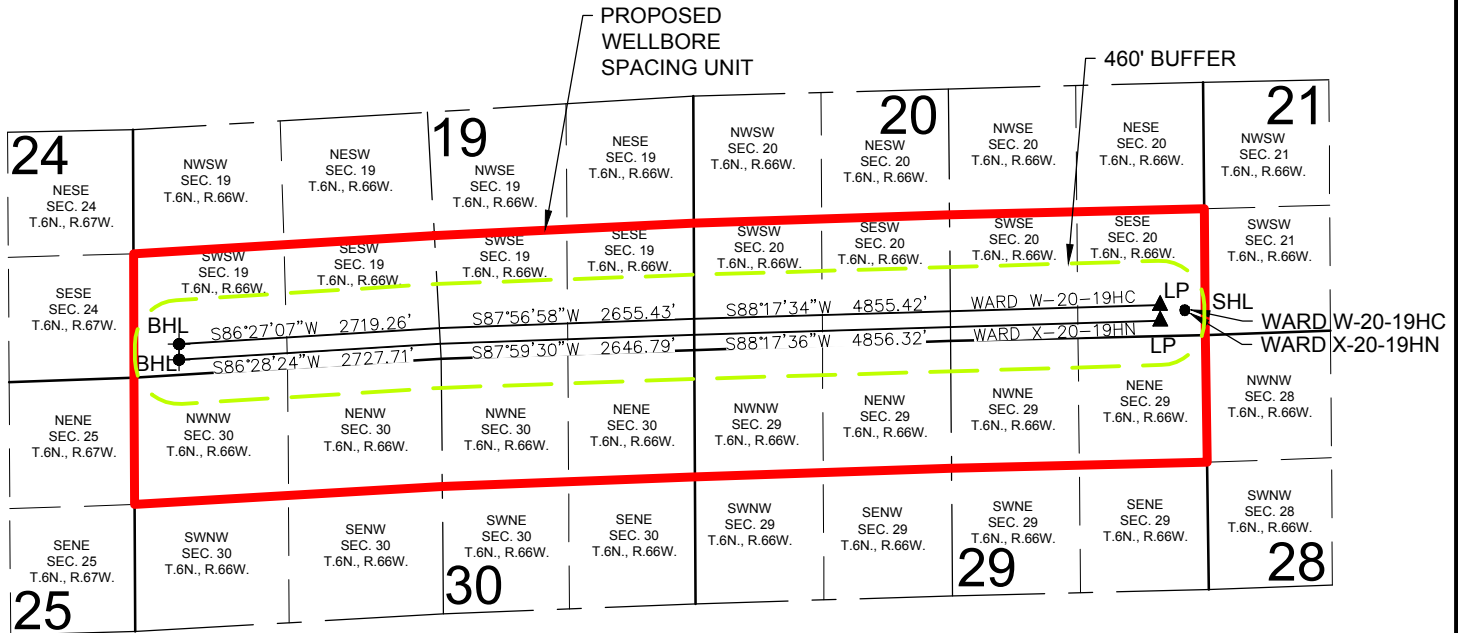 PROPOSED
WELLBORE
SPACING UNIT
460' BUFFER
24
19
20
21
NESE
SEC. 24
T.6N., R.67W.
NWSW
SEC. 19
T.6N., R.66W.
NESW
SEC. 19
T.6N., R.66W.
NWSE
SEC. 19
T.6N., R.66W.
NESE
SEC. 19
T.6N., R.66W.
NWSW
SEC. 20
T.6N., R.66W.
NESW
SEC. 20
T.6N., R.66W.
NWSE
SEC. 20
T.6N., R.66W.
NESE
SEC. 20
T.6N., R.66W.
NWSW
SEC. 21
T.6N., R.66W.
SESE
SEC. 24
T.6N., R.67W.
SWSW
SEC. 19
T.6N., R.66W.
SESW
SEC. 19
T.6N., R.66W.
SWSE
SEC. 19
T.6N., R.66W.
SESE
SEC. 19
T.6N., R.66W.
SWSW
SEC. 20
T.6N., R.66W.
SESW
SEC. 20
T.6N., R.66W.
SWSE
SEC. 20
T.6N., R.66W.
SESE
SEC. 20
T.6N., R.66W.
SWSW
SEC. 21
T.6N., R.66W.
BHL S86°27'07"W 2719.26' S87°56'58"W 2655.43' S88°17'34"W 4855.42' WARD W-20-19HC LP SHL
BHL S86°28'24"W 2727.71' S87°59'30"W 2646.79' S88°17'36"W 4856.32' WARD X-20-19HN LP
WARD W-20-19HC
WARD X-20-19HN
NENE
SEC. 25
T.6N., R.67W.
NWNW
SEC. 30
T.6N., R.66W.
NENW
SEC. 30
T.6N., R.66W.
NWNE
SEC. 30
T.6N., R.66W.
NENE
SEC. 30
T.6N., R.66W.
NWNW
SEC. 29
T.6N., R.66W.
NENW
SEC. 29
T.6N., R.66W.
NWNE
SEC. 29
T.6N., R.66W.
NENE
SEC. 29
T.6N., R.66W.
NWNW
SEC. 28
T.6N., R.66W.
SENE
SEC. 25
T.6N., R.67W.
SWNW
SEC. 30
T.6N., R.66W.
SENW
SEC. 30
T.6N., R.66W.
SWNE
SEC. 30
T.6N., R.66W.
SENE
SEC. 30
T.6N., R.66W.
SWNW
SEC. 29
T.6N., R.66W.
SENW
SEC. 29
T.6N., R.66W.
SWNE
SEC. 29
T.6N., R.66W.
SENE
SEC. 29
T.6N., R.66W.
SWNW
SEC. 28
T.6N., R.66W.
25
30
29
28